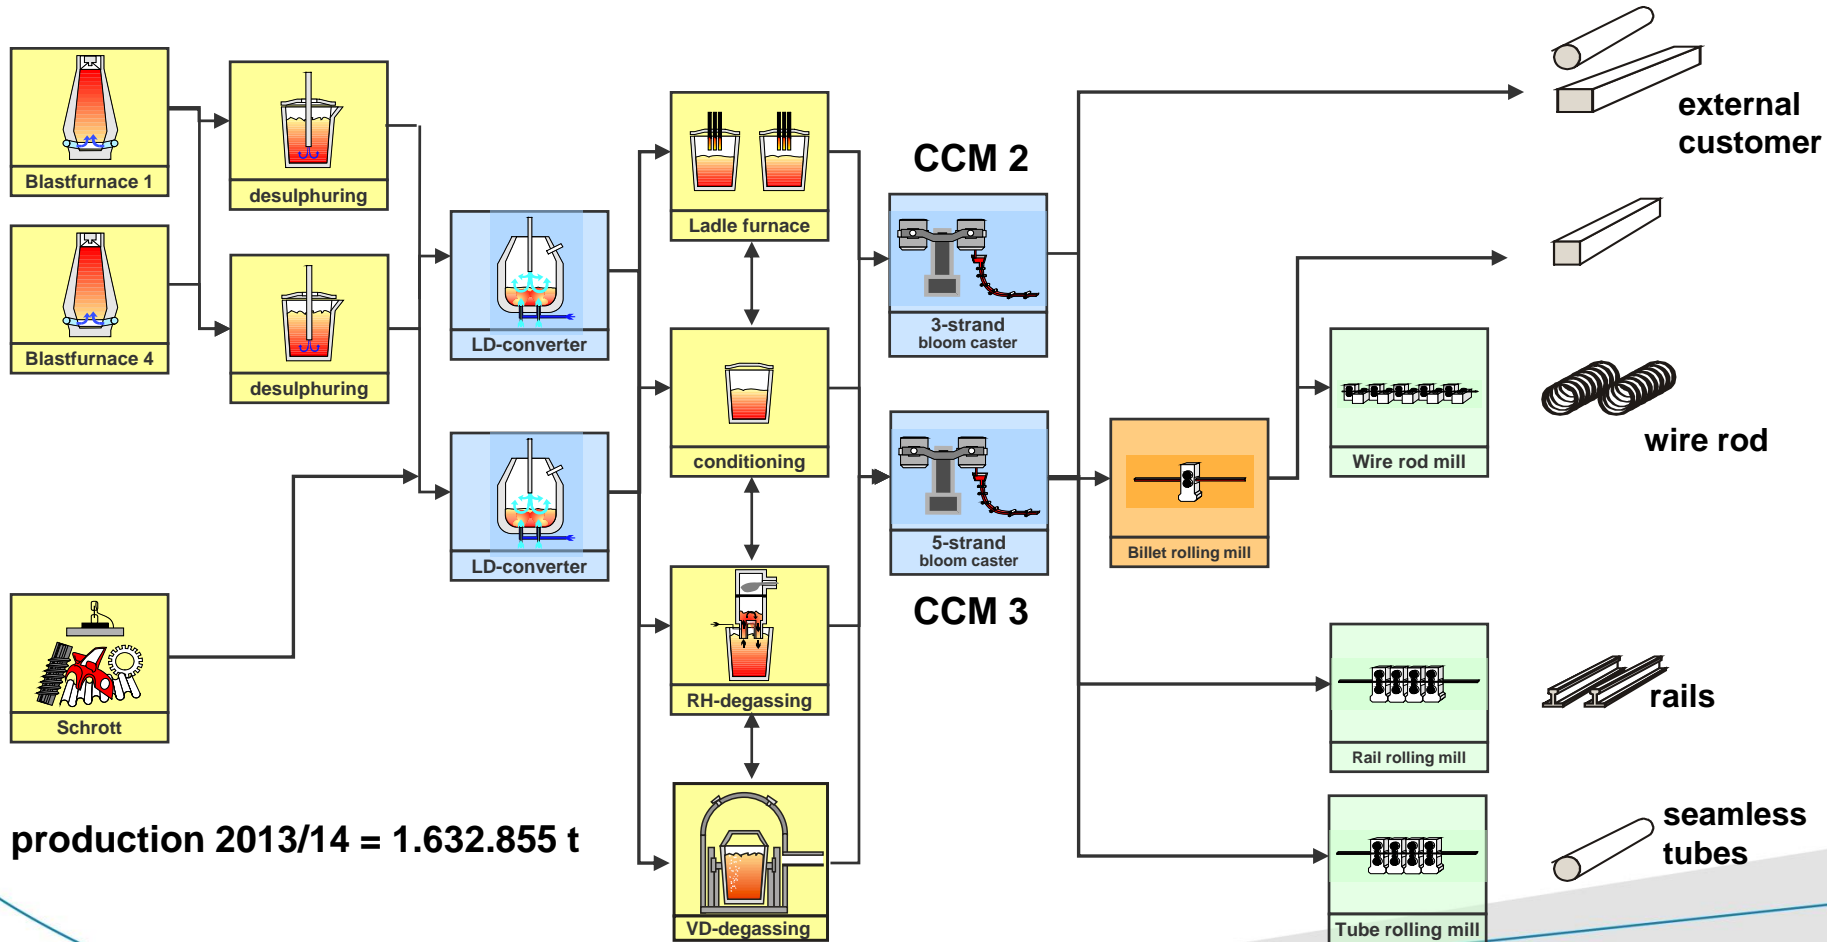 Blastfurnace 1
desulphuring
Blastfurnace 4
desulphuring
Schrott
LD-converter
LD-converter
Ladle furnace
conditioning
RH-degassing
VD-degassing
CCM 2
3-strand
bloom caster
5-strand
bloom caster
CCM 3
Billet rolling mill
Wire rod mill
Rail rolling mill
Tube rolling mill
external
customer
wire rod
rails
seamless
tubes
production 2013/14 = 1.632.855 t